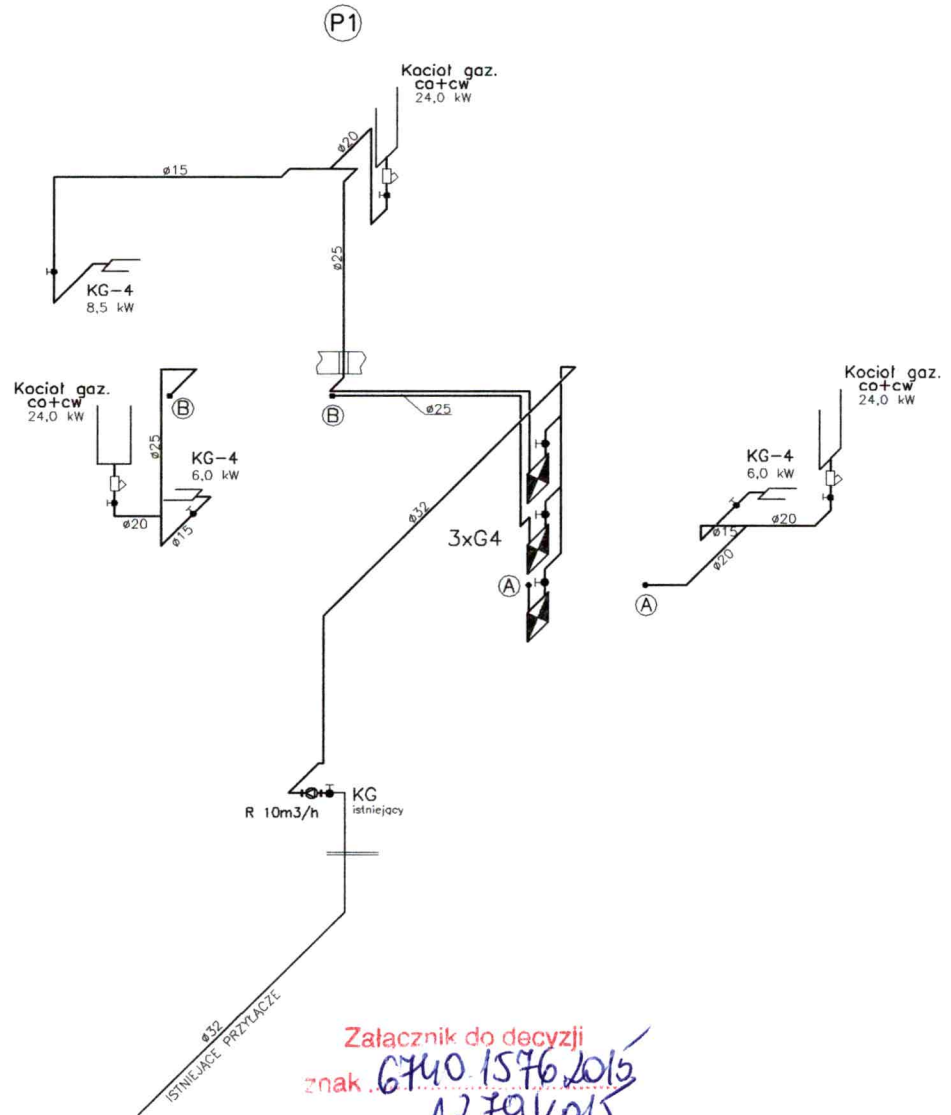 P1
Kocioł gaz.
co+cw
24,0 kW
ø20
ø15
ø25
KG-4
8,5 kW
Kocioł gaz.
co+cw
24,0 kW
B
ø25
KG-4
6,0 kW
ø20
ø15
B
ø25
ø32
3xG4
A
Kocioł gaz.
co+cw
24,0 kW
KG-4
6,0 kW
ø15
ø20
ø20
A
R 10m3/h
KG
istniejący
ø32
ISTNIEJĄCE PRZYŁĄCZE
Załącznik do decyzji
znak 6740.1576.2015